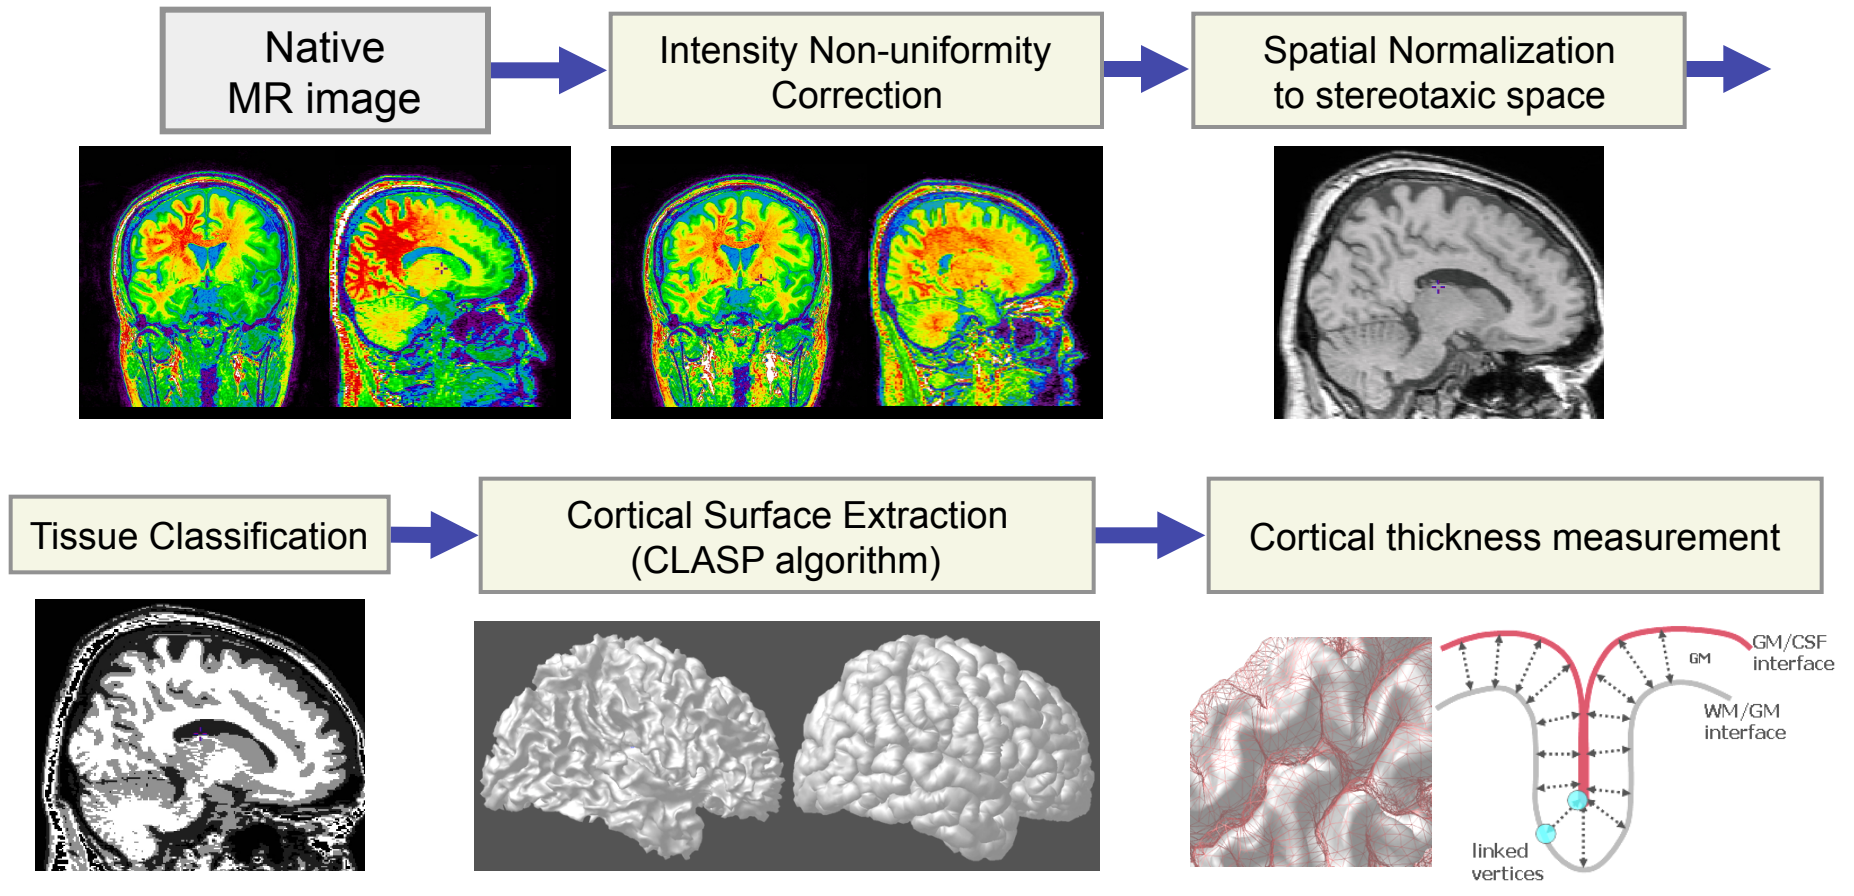 Native
MR image
Intensity Non-uniformity
Correction
Spatial Normalization
to stereotaxic space
Tissue Classification
Cortical Surface Extraction
(CLASP algorithm)
Cortical thickness measurement
GM/CSF
interface
GM
WM/GM
interface
linked
vertices